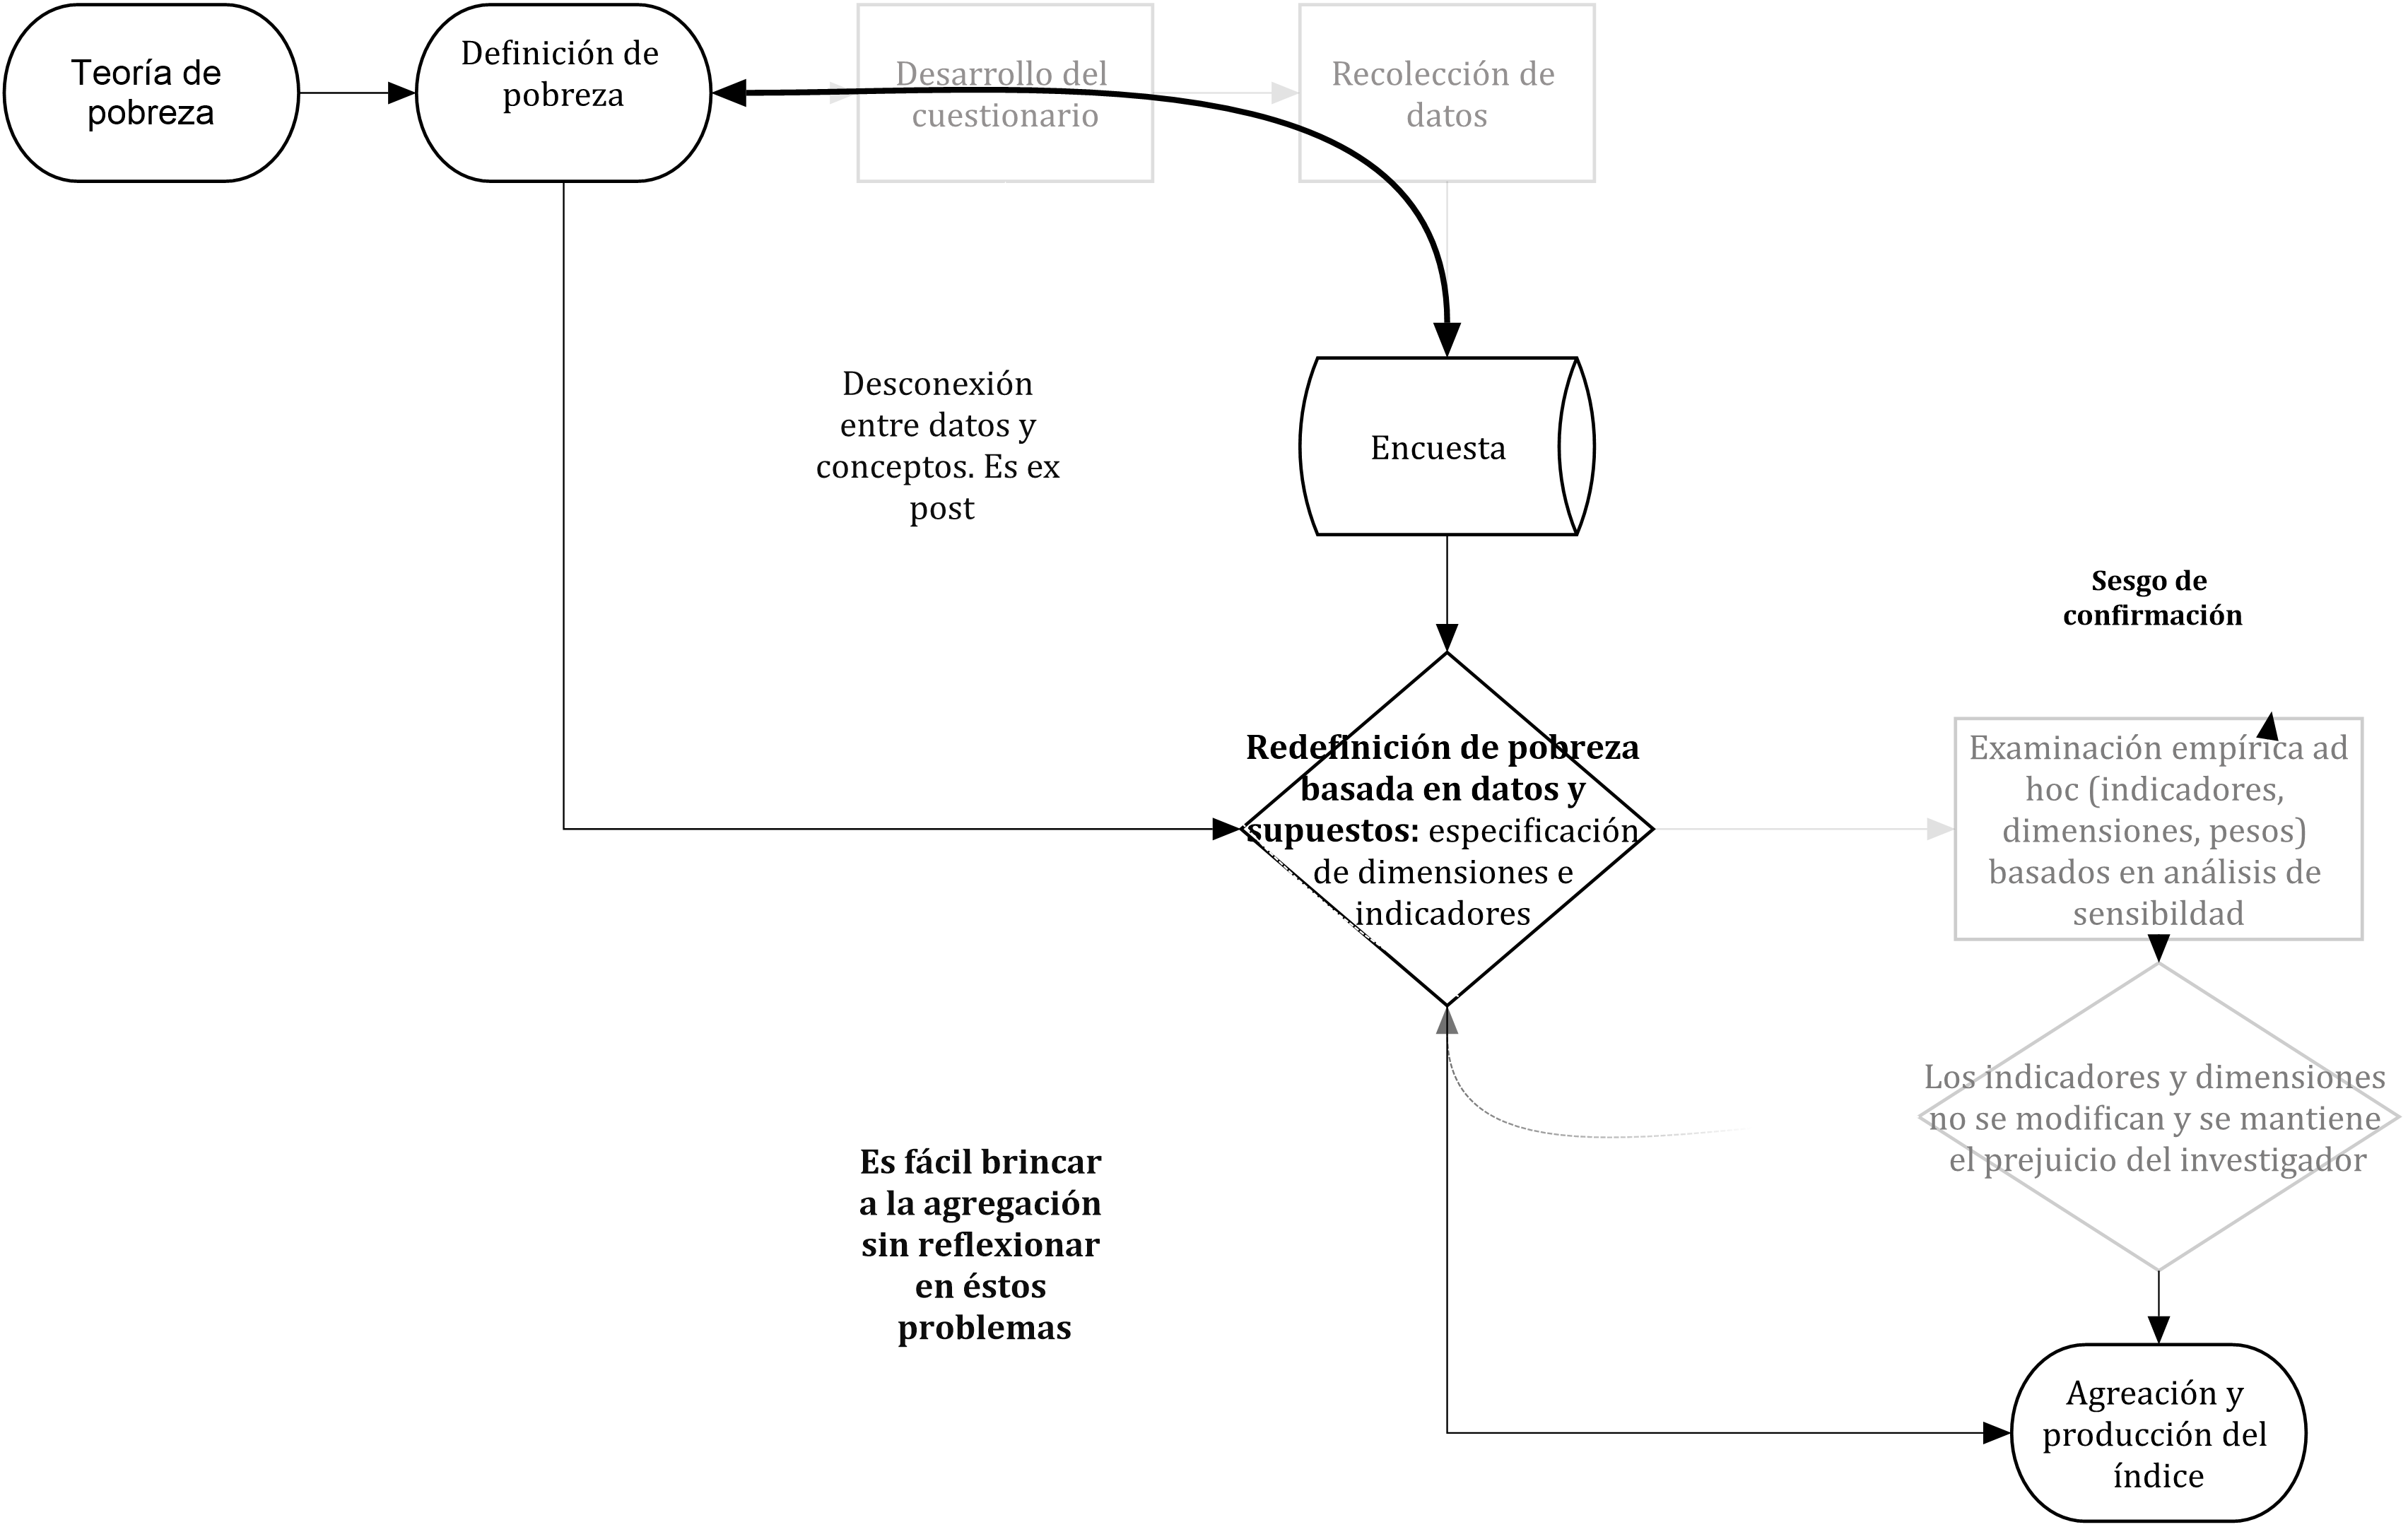 Teoría de
pobreza
Definición de
pobreza
Desarrollo del
cuestionario
Recolección de
datos
Desconexión
entre datos y
conceptos. Es ex
post
Encuesta
Sesgo de
confirmación
Redefinición de pobreza
basada en datos y
supuestos: especificación
de dimensiones e
indicadores
Examinación empírica ad
hoc (indicadores,
dimensiones, pesos)
basados en análisis de
sensibildad
Los indicadores y dimensiones
no se modifican y se mantiene
el prejuicio del investigador
Es fácil brincar
a la agregación
sin reflexionar
en éstos
problemas
Agreación y
producción del
índice